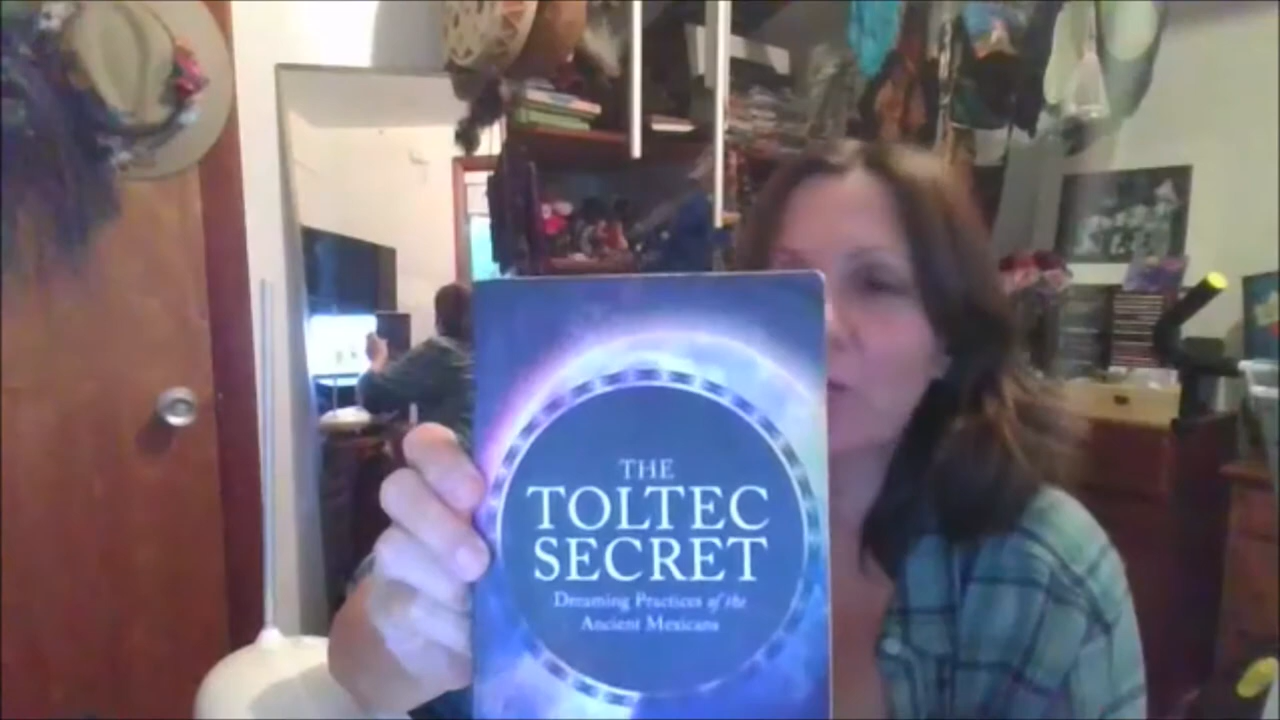 THE
TOLTEC
SECRET
Dreaming Practices of the
Ancient Mexicans